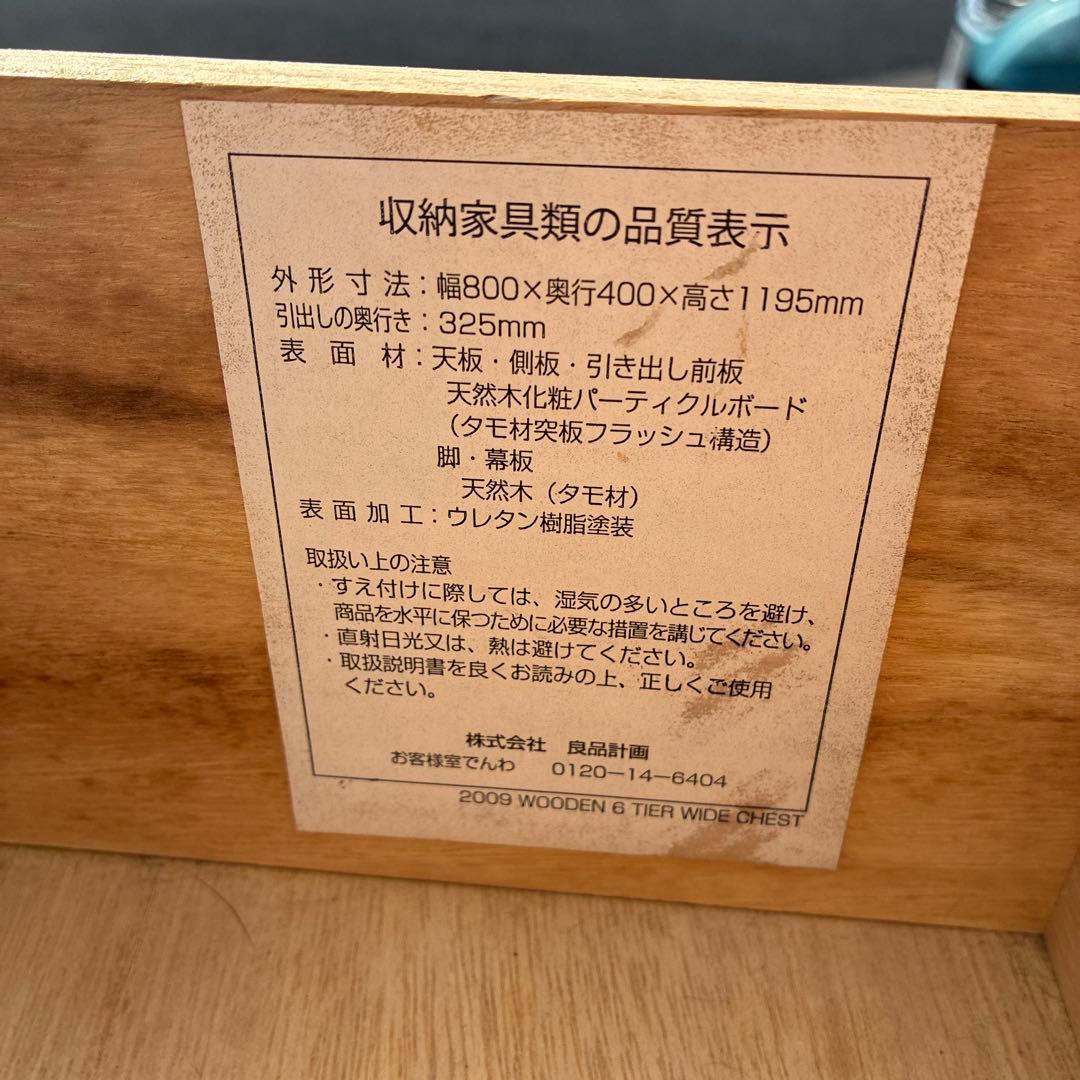 収納家具類の品質表示
外形寸法：幅800×奥行400×高さ1195mm
引出しの奥行き：325mm
表面材：天板・側板・引き出し前板
天然木化粧パーティクルボード
（タモ材突板フラッシュ構造）
脚・幕板
天然木（タモ材）
表面加工：ウレタン樹脂塗装
取扱い上の注意
・すえ付けに際しては、湿気の多いところを避け、
商品を水平に保つために必要な措置を講じてください。
・直射日光又は、熱は避けてください。
・取扱説明書を良くお読みの上、正しくご使用
ください。
株式会社 良品計画
お客様室でんわ 0120−14−6404
2009 WOODEN 6 TIER WIDE CHEST